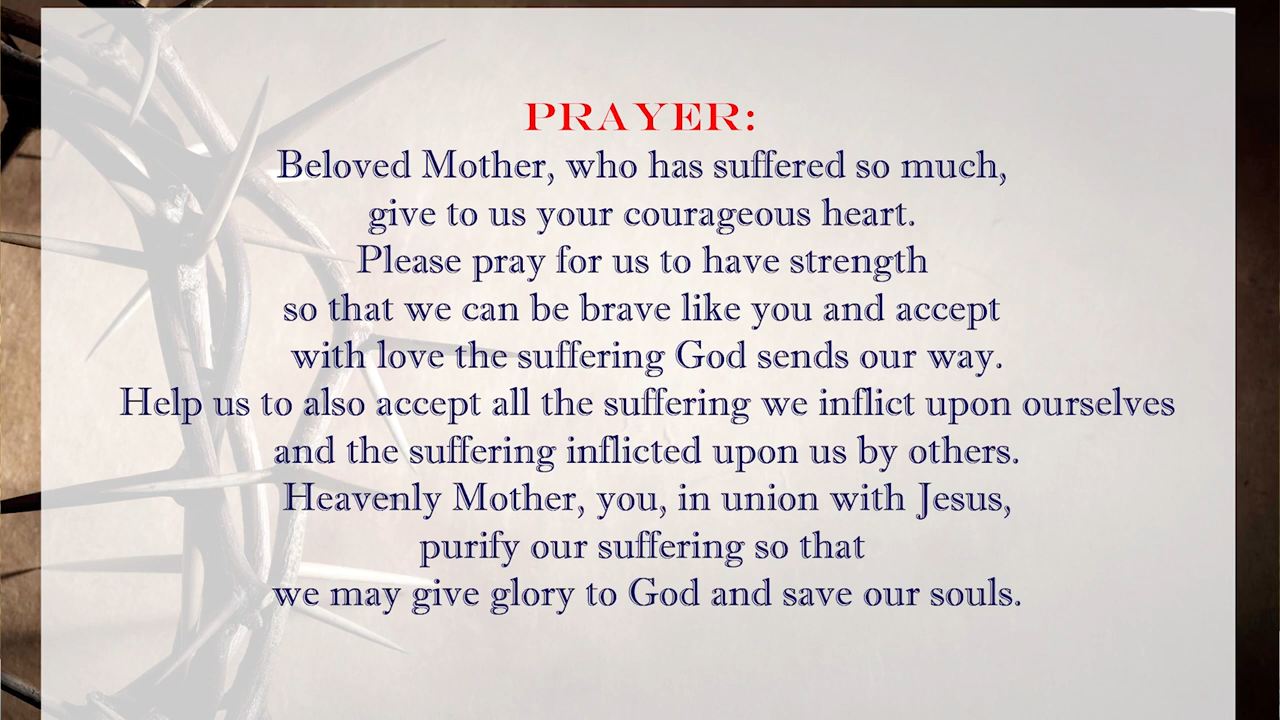 PRAYER:
Beloved Mother, who has suffered so much,
give to us your courageous heart.
Please pray for us to have strength
so that we can be brave like you and accept
with love the suffering God sends our way.
Help us to also accept all the suffering we inflict upon ourselves
and the suffering inflicted upon us by others.
Heavenly Mother, you, in union with Jesus,
purify our suffering so that
we may give glory to God and save our souls.